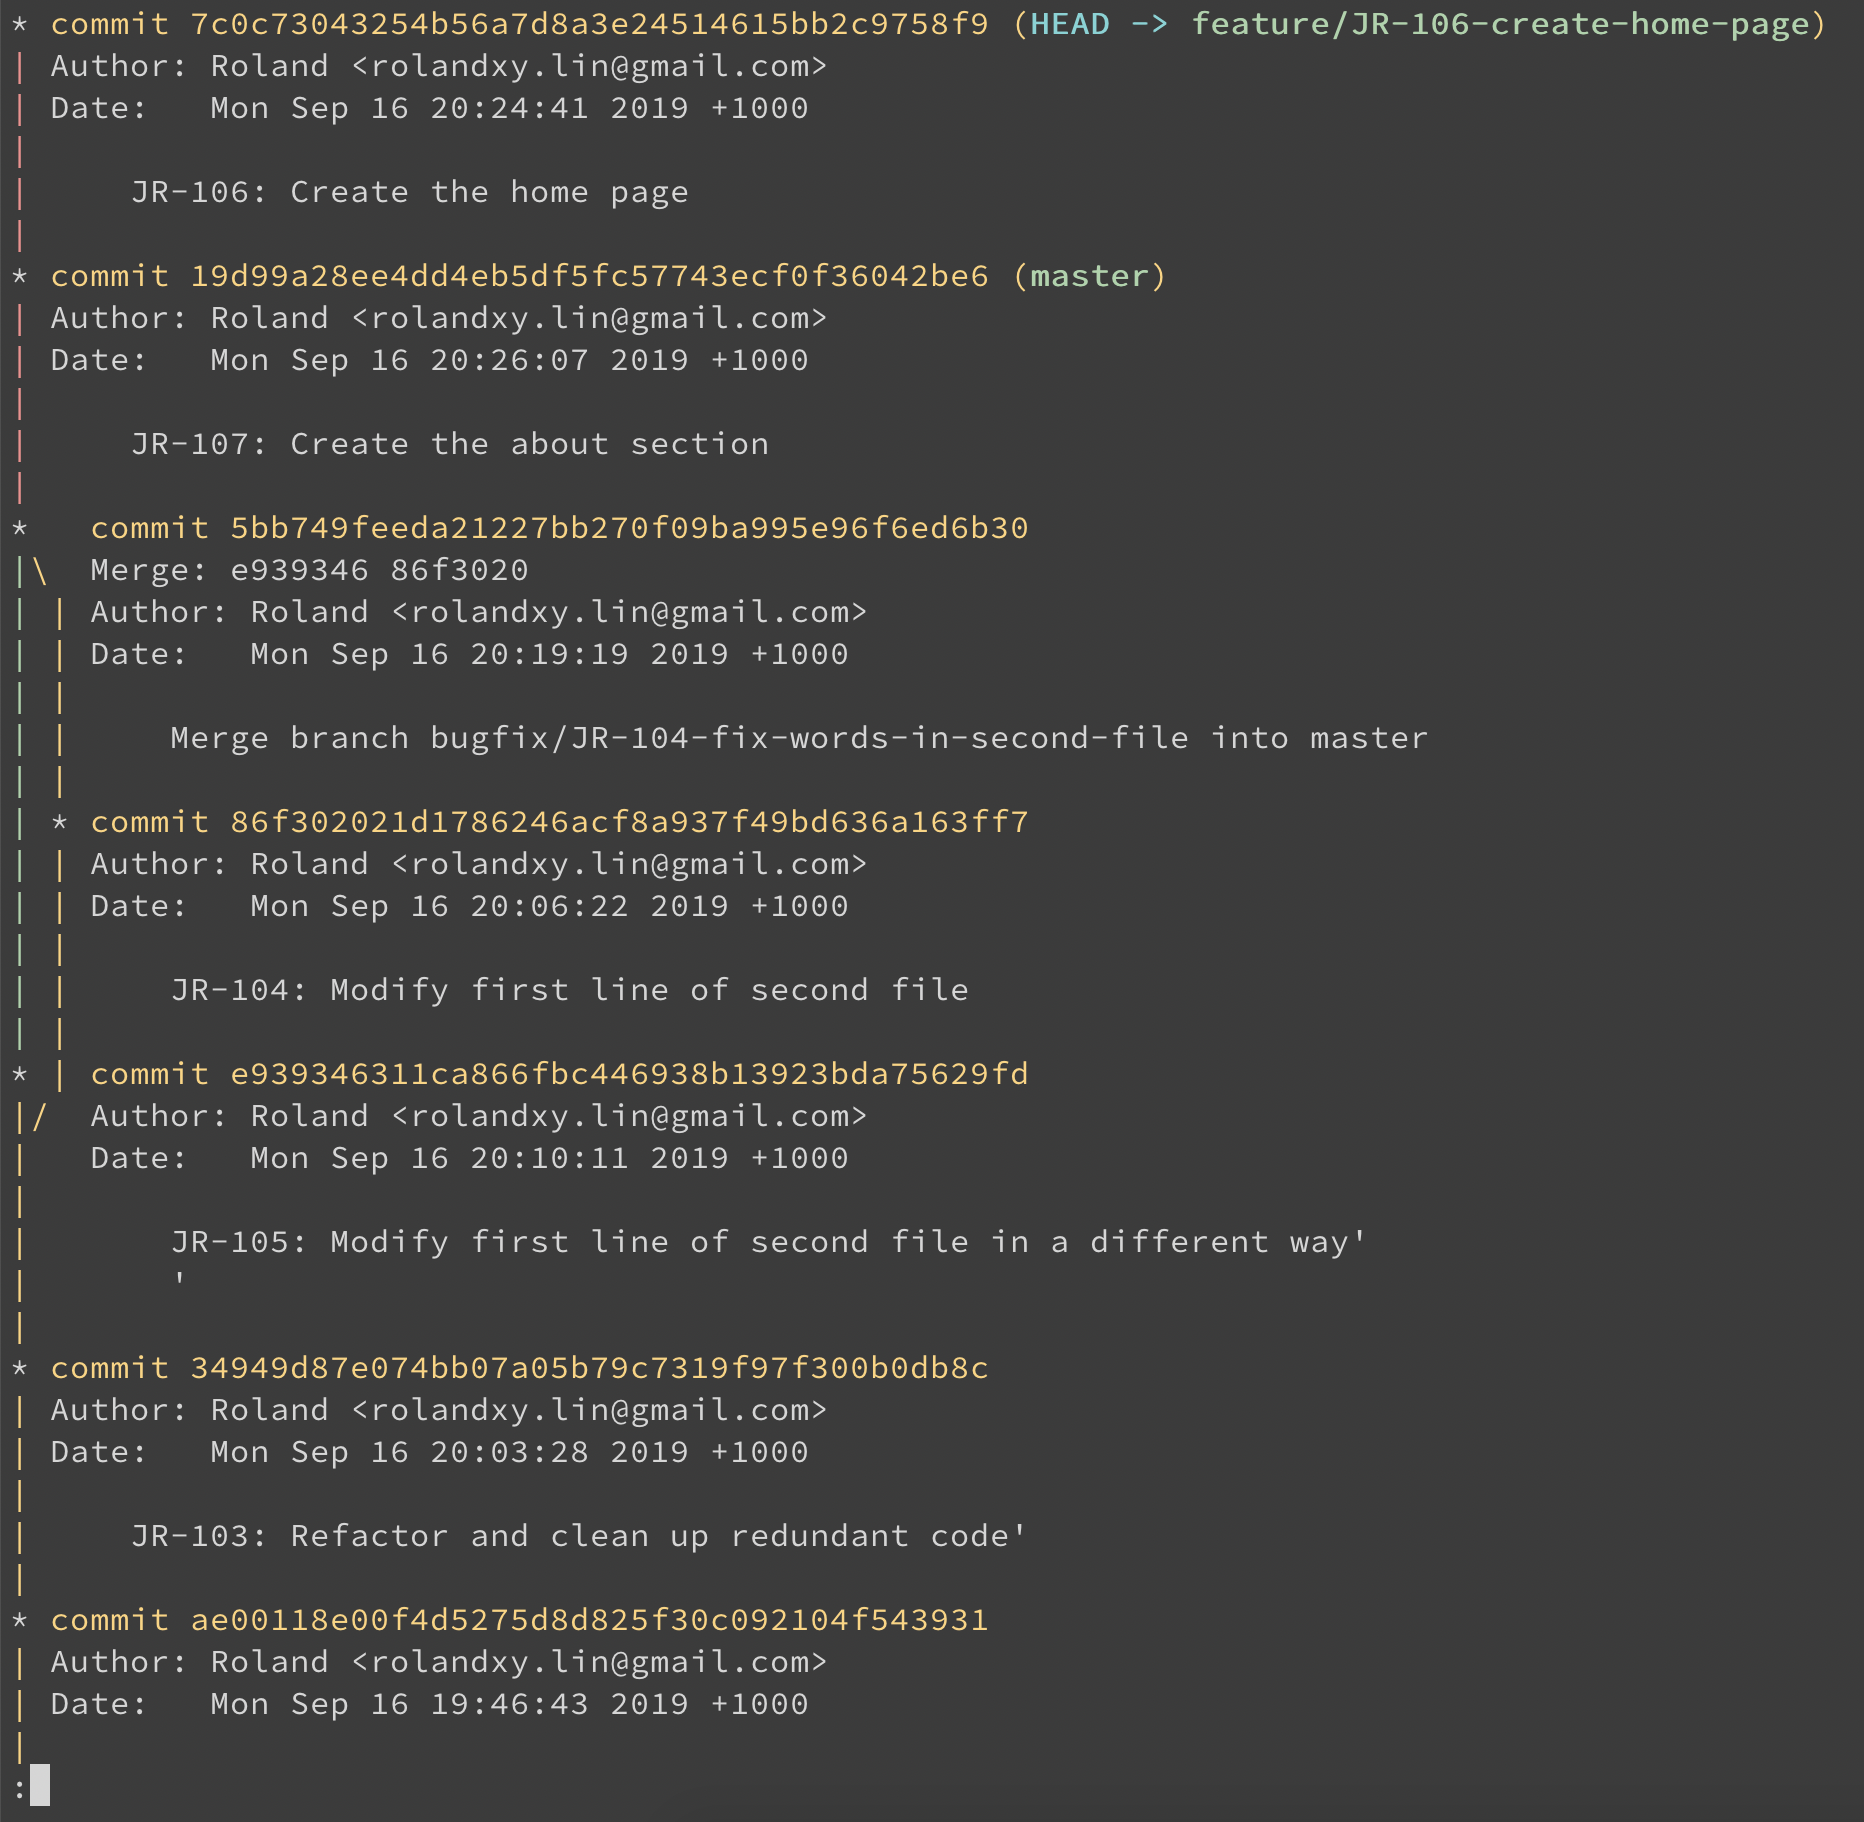 * commit 7c0c73043254b56a7d8a3e24514615bb2c9758f9 (HEAD -> feature/JR-106-create-home-page)
| Author: Roland <rolandxy.lin@gmail.com>
| Date:   Mon Sep 16 20:24:41 2019 +1000
|
|     JR-106: Create the home page
|
* commit 19d99a28ee4dd4eb5df5fc57743ecf0f36042be6 (master)
| Author: Roland <rolandxy.lin@gmail.com>
| Date:   Mon Sep 16 20:26:07 2019 +1000
|
|     JR-107: Create the about section
|
*   commit 5bb749feeda21227bb270f09ba995e96f6ed6b30
|\  Merge: e939346 86f3020
| | Author: Roland <rolandxy.lin@gmail.com>
| | Date:   Mon Sep 16 20:19:19 2019 +1000
| |
| |     Merge branch bugfix/JR-104-fix-words-in-second-file into master
| |
| * commit 86f302021d1786246acf8a937f49bd636a163ff7
| | Author: Roland <rolandxy.lin@gmail.com>
| | Date:   Mon Sep 16 20:06:22 2019 +1000
| |
| |     JR-104: Modify first line of second file
| |
* | commit e939346311ca866fbc446938b13923bda75629fd
|/  Author: Roland <rolandxy.lin@gmail.com>
|   Date:   Mon Sep 16 20:10:11 2019 +1000
|
|       JR-105: Modify first line of second file in a different way'
|       '
|
* commit 34949d87e074bb07a05b79c7319f97f300b0db8c
| Author: Roland <rolandxy.lin@gmail.com>
| Date:   Mon Sep 16 20:03:28 2019 +1000
|
|     JR-103: Refactor and clean up redundant code'
|
* commit ae00118e00f4d5275d8d825f30c092104f543931
| Author: Roland <rolandxy.lin@gmail.com>
| Date:   Mon Sep 16 19:46:43 2019 +1000
|
: